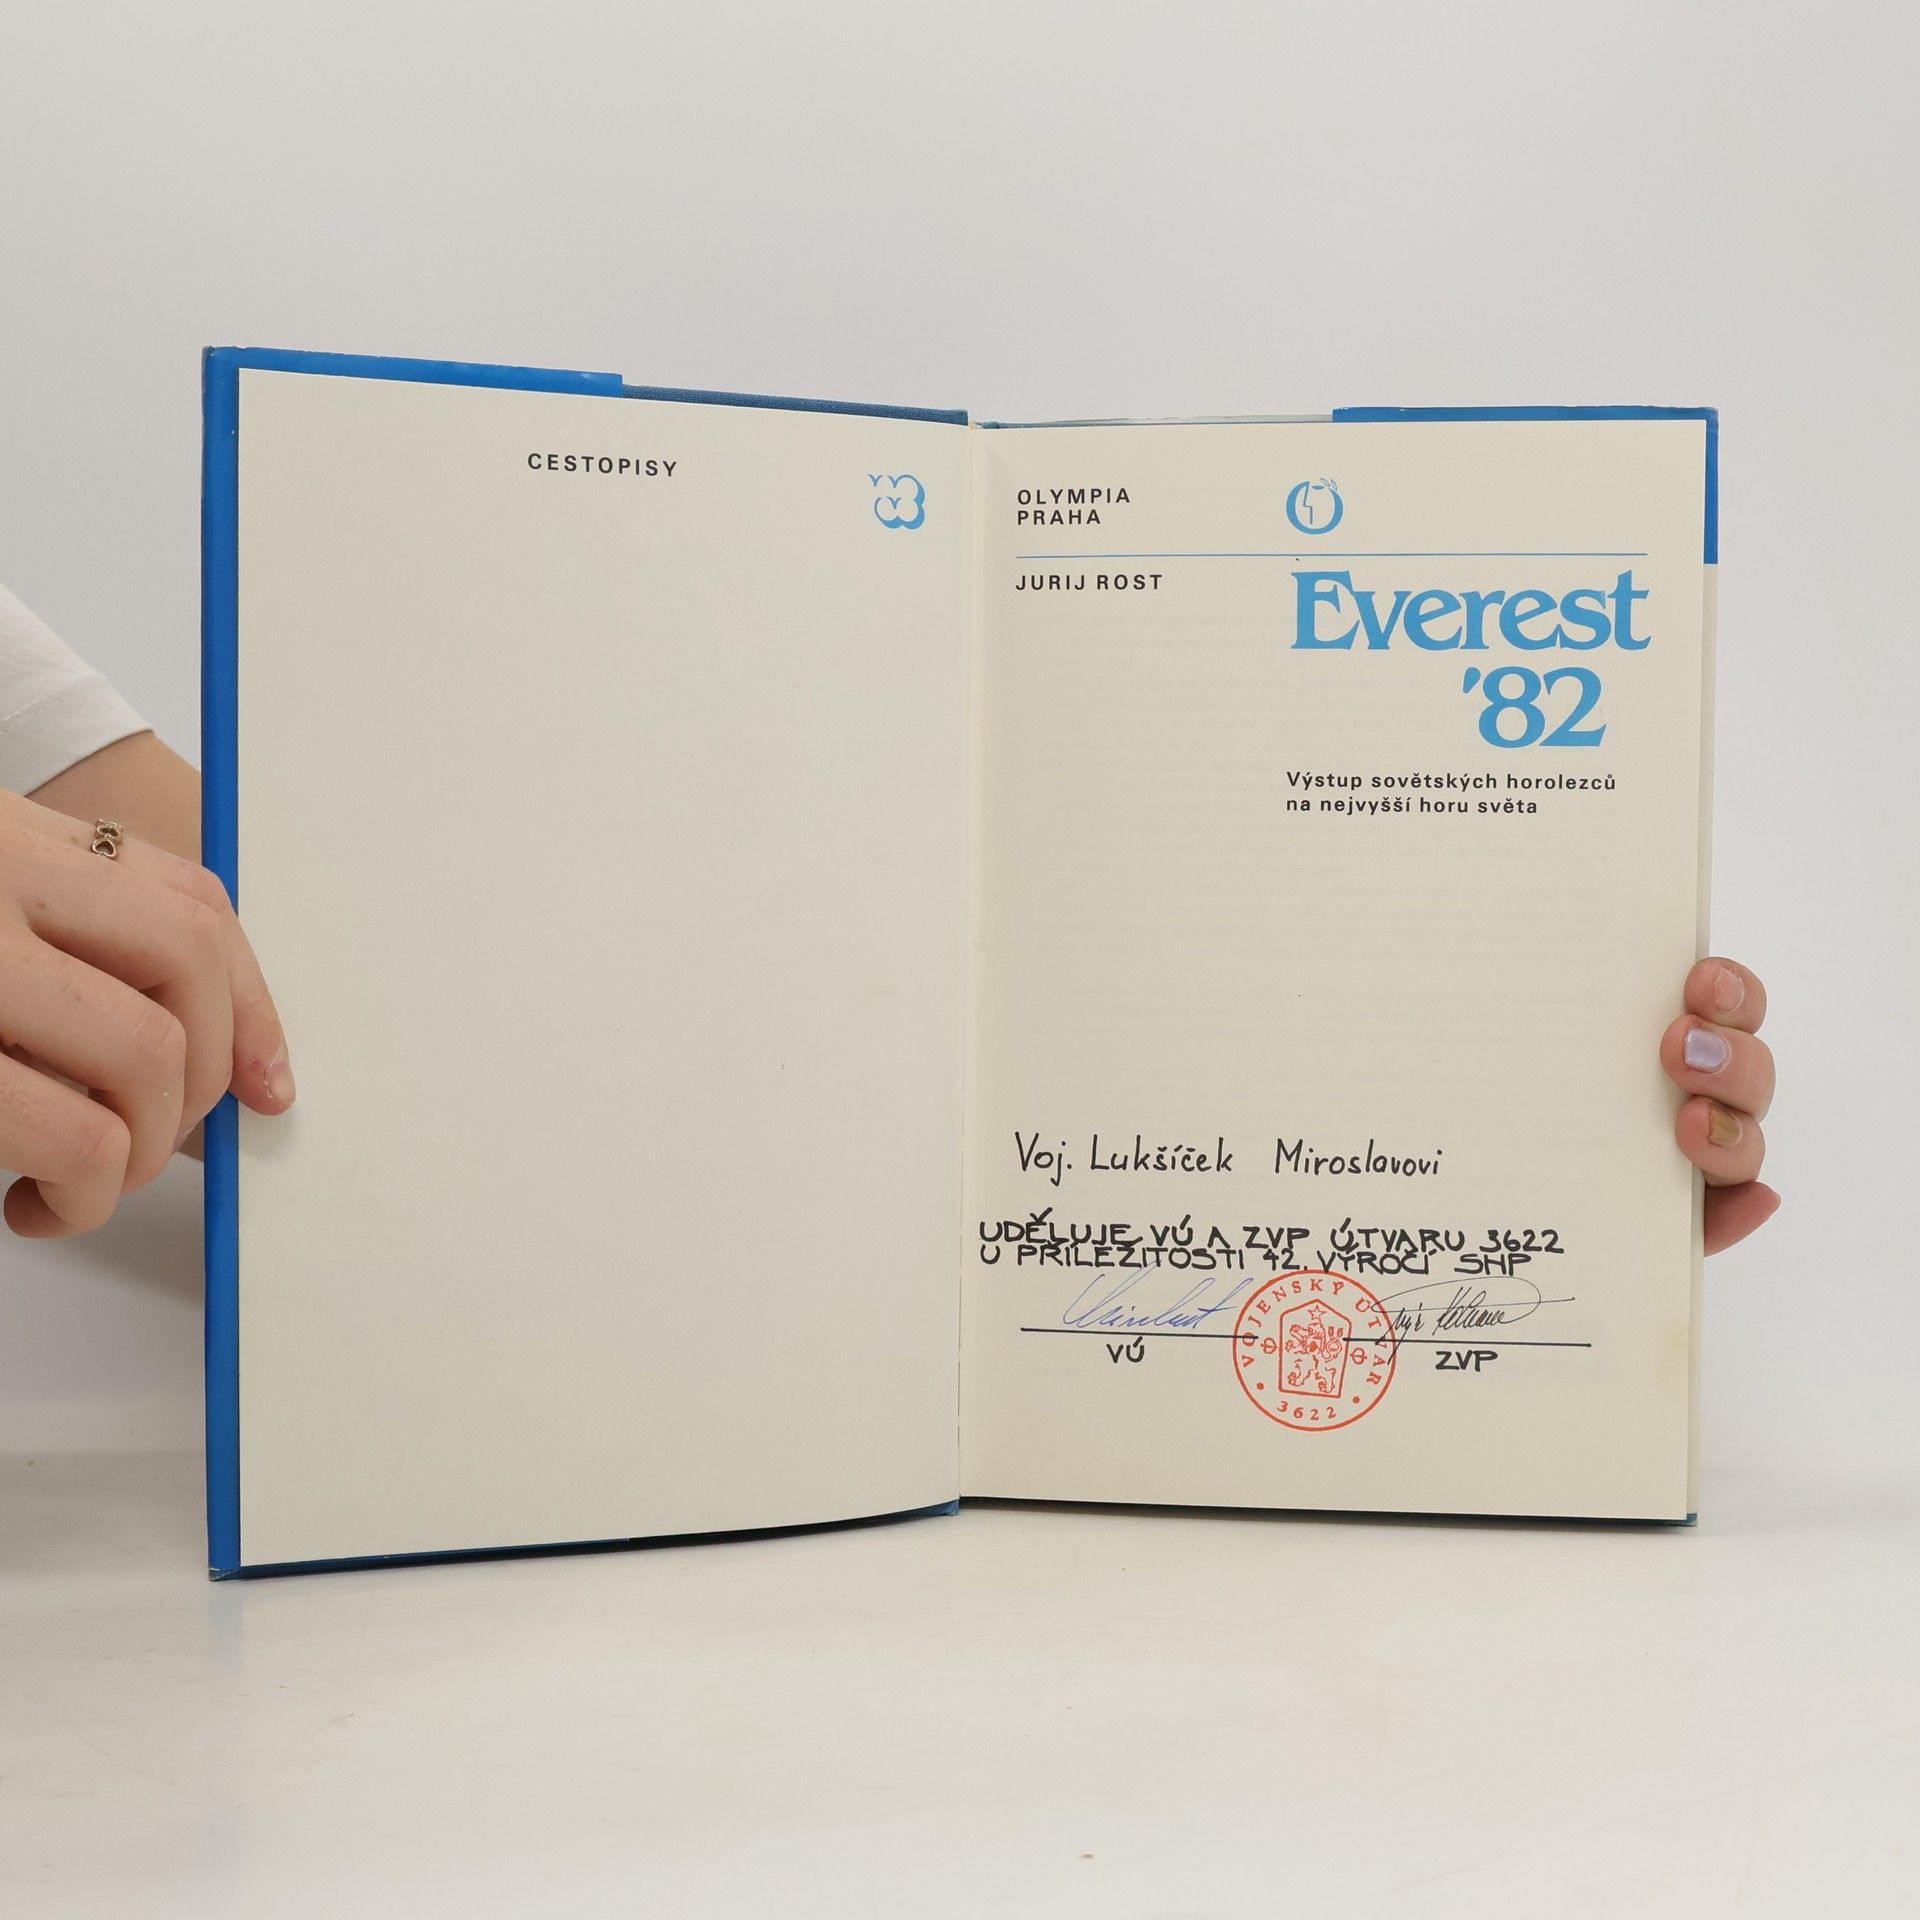 CESTOPISY
OLYMPIA
PRAHA
JURIJ ROST
Everest
'82
Výstup sovětských horolezců
na nejvyšší horu světa
Voj. Lukšíček Miroslavovi
UDĚLUJE VÚ A ZVP ÚTVARU 3622
U PŘÍLEŽITOSTI 42. VÝROČÍ SNP
VÚ
ZVP
VOJENSKÝ ÚTVAR
3622